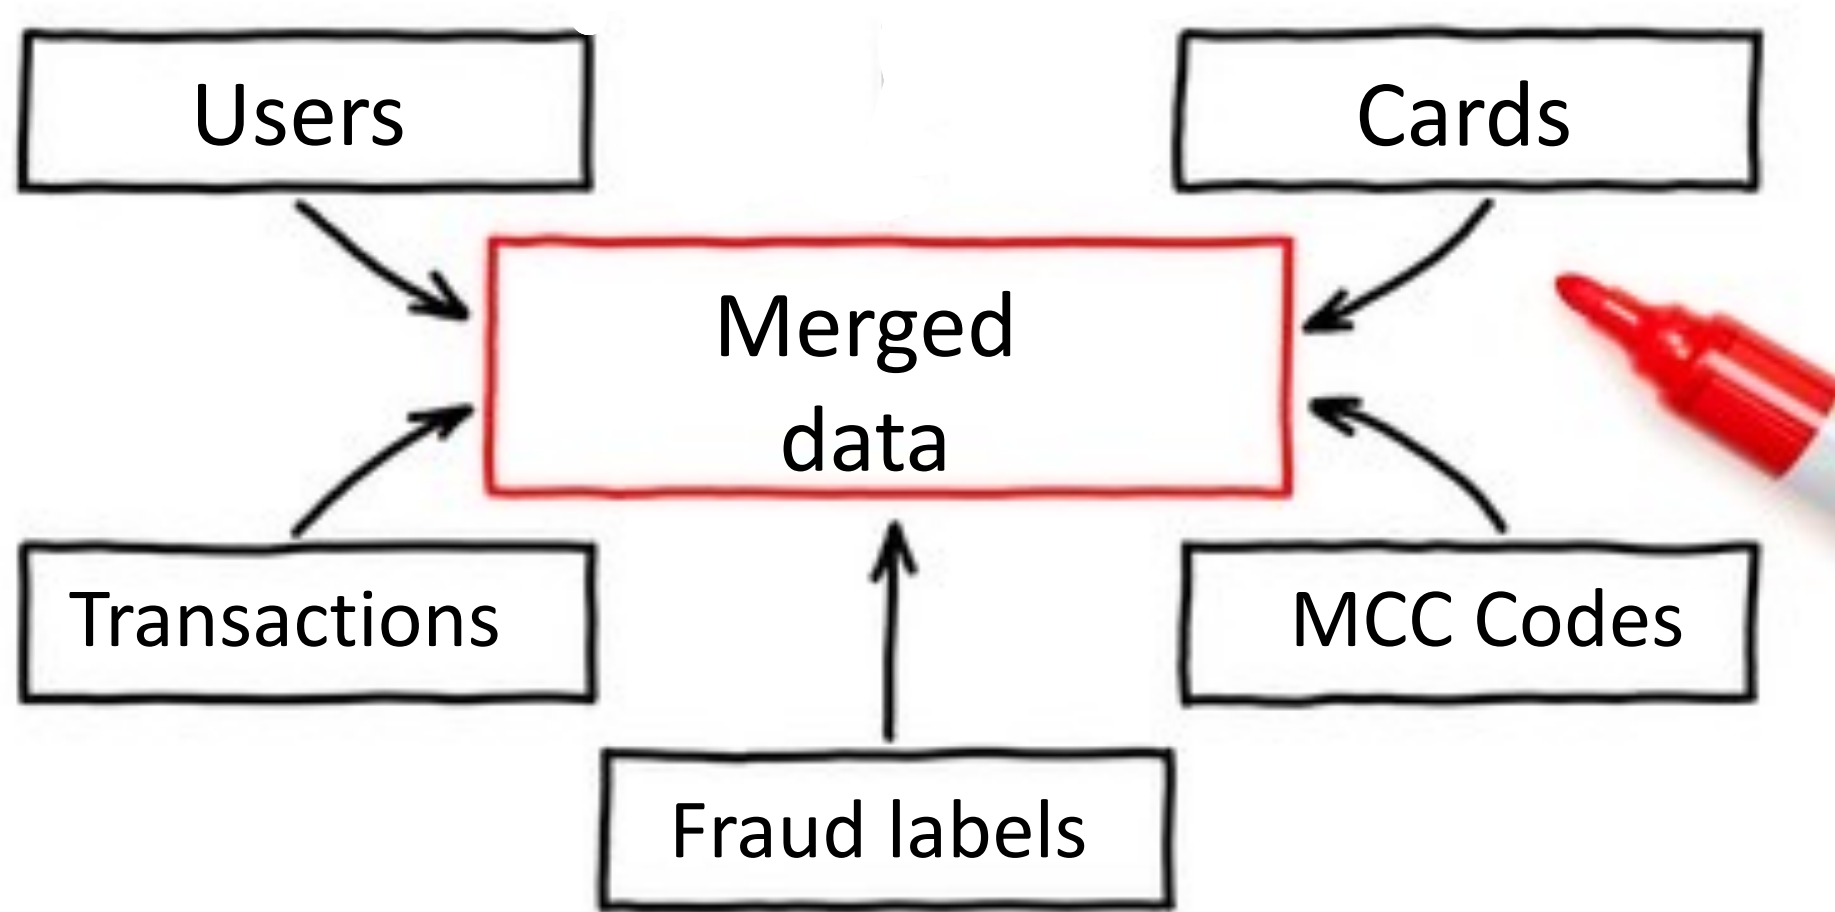 Users
Cards
Merged
data
Transactions
MCC Codes
Fraud labels